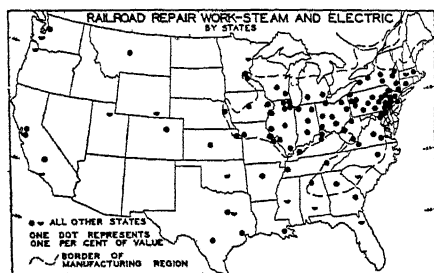 RAILROAD REPAIR WORK-STEAM AND ELECTRIC
BY STATES
ALL OTHER STATES
ONE DOT REPRESENTS
ONE PER CENT OF VALUE
BORDER OF
MANUFACTURING REGION